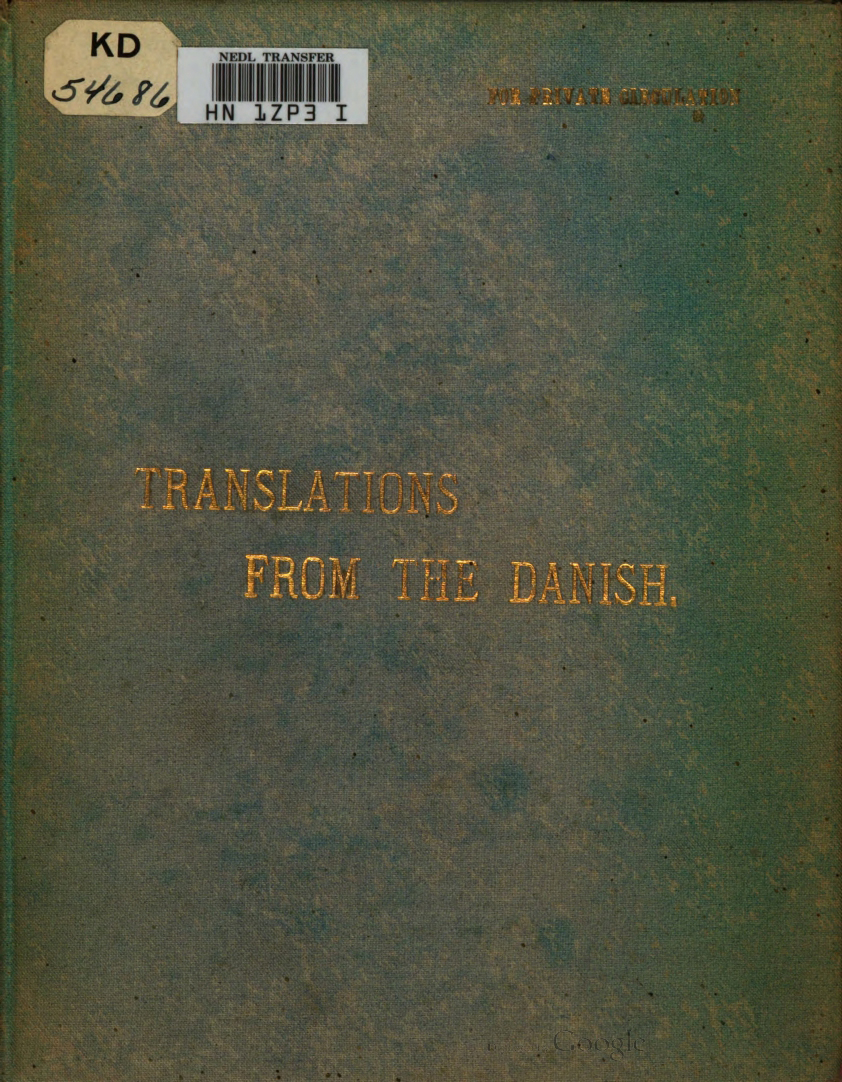 KD
54686
NEDL TRANSFER
HN 1ZP3 I
FOR PRIVATE CIRCULATION
TRANSLATIONS
FROM THE DANISH.
Google